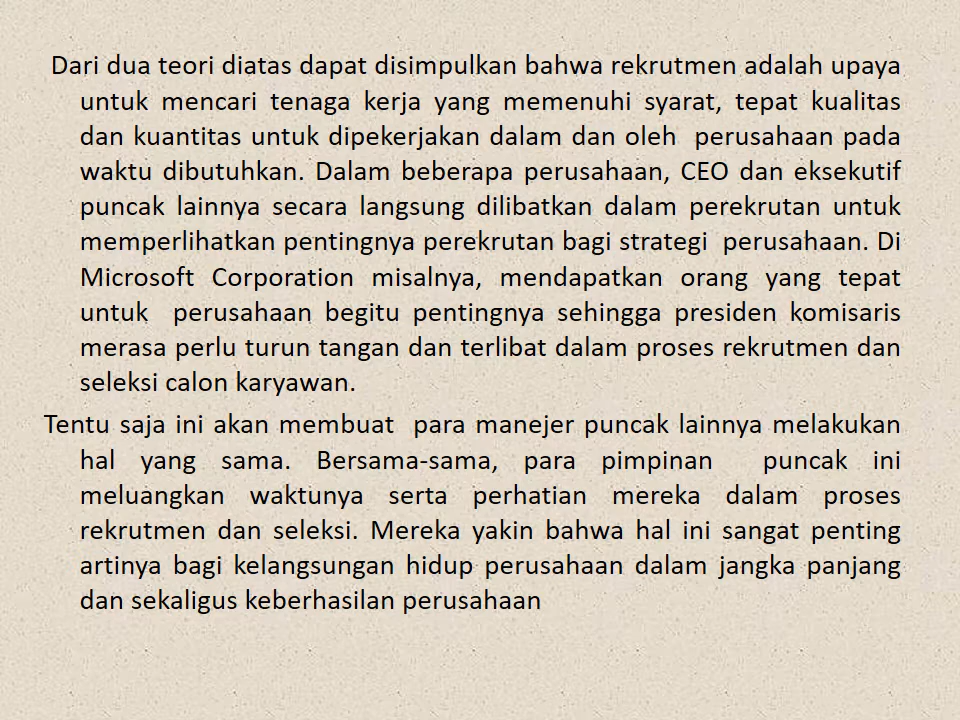 Dari dua teori diatas dapat disimpulkan bahwa rekrutmen adalah upaya
untuk mencari tenaga kerja yang memenuhi syarat, tepat kualitas
dan kuantitas untuk dipekerjakan dalam dan oleh perusahaan pada
waktu dibutuhkan. Dalam beberapa perusahaan, CEO dan eksekutif
puncak lainnya secara langsung dilibatkan dalam perekrutan untuk
memperlihatkan pentingnya perekrutan bagi strategi perusahaan. Di
Microsoft Corporation misalnya, mendapatkan orang yang tepat
untuk perusahaan begitu pentingnya sehingga presiden komisaris
merasa perlu turun tangan dan terlibat dalam proses rekrutmen dan
seleksi calon karyawan.
Tentu saja ini akan membuat para manejer puncak lainnya melakukan
hal yang sama. Bersama-sama, para pimpinan puncak ini
meluangkan waktunya serta perhatian mereka dalam proses
rekrutmen dan seleksi. Mereka yakin bahwa hal ini sangat penting
artinya bagi kelangsungan hidup perusahaan dalam jangka panjang
dan sekaligus keberhasilan perusahaan